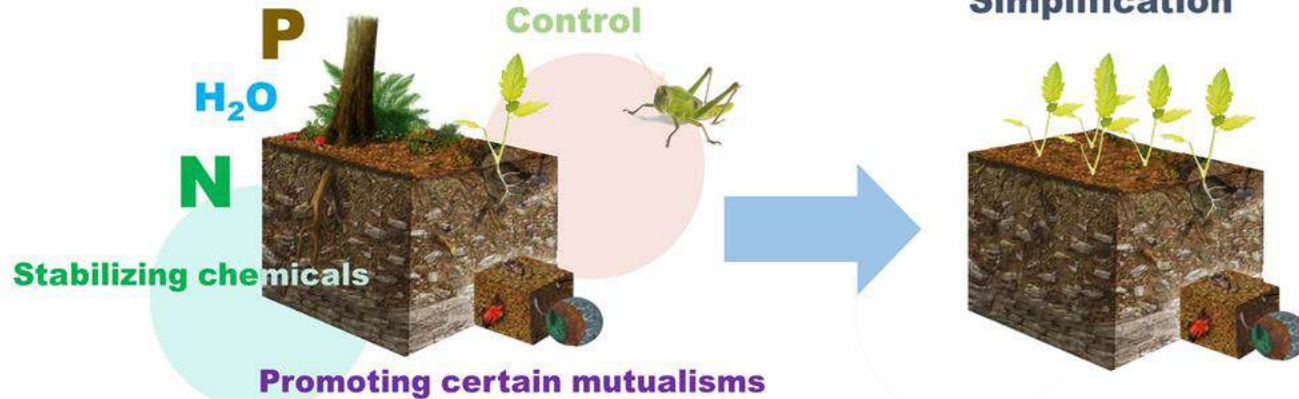 Simplification
P
Control
H₂O
N
Stabilizing chemicals
Promoting certain mutualisms